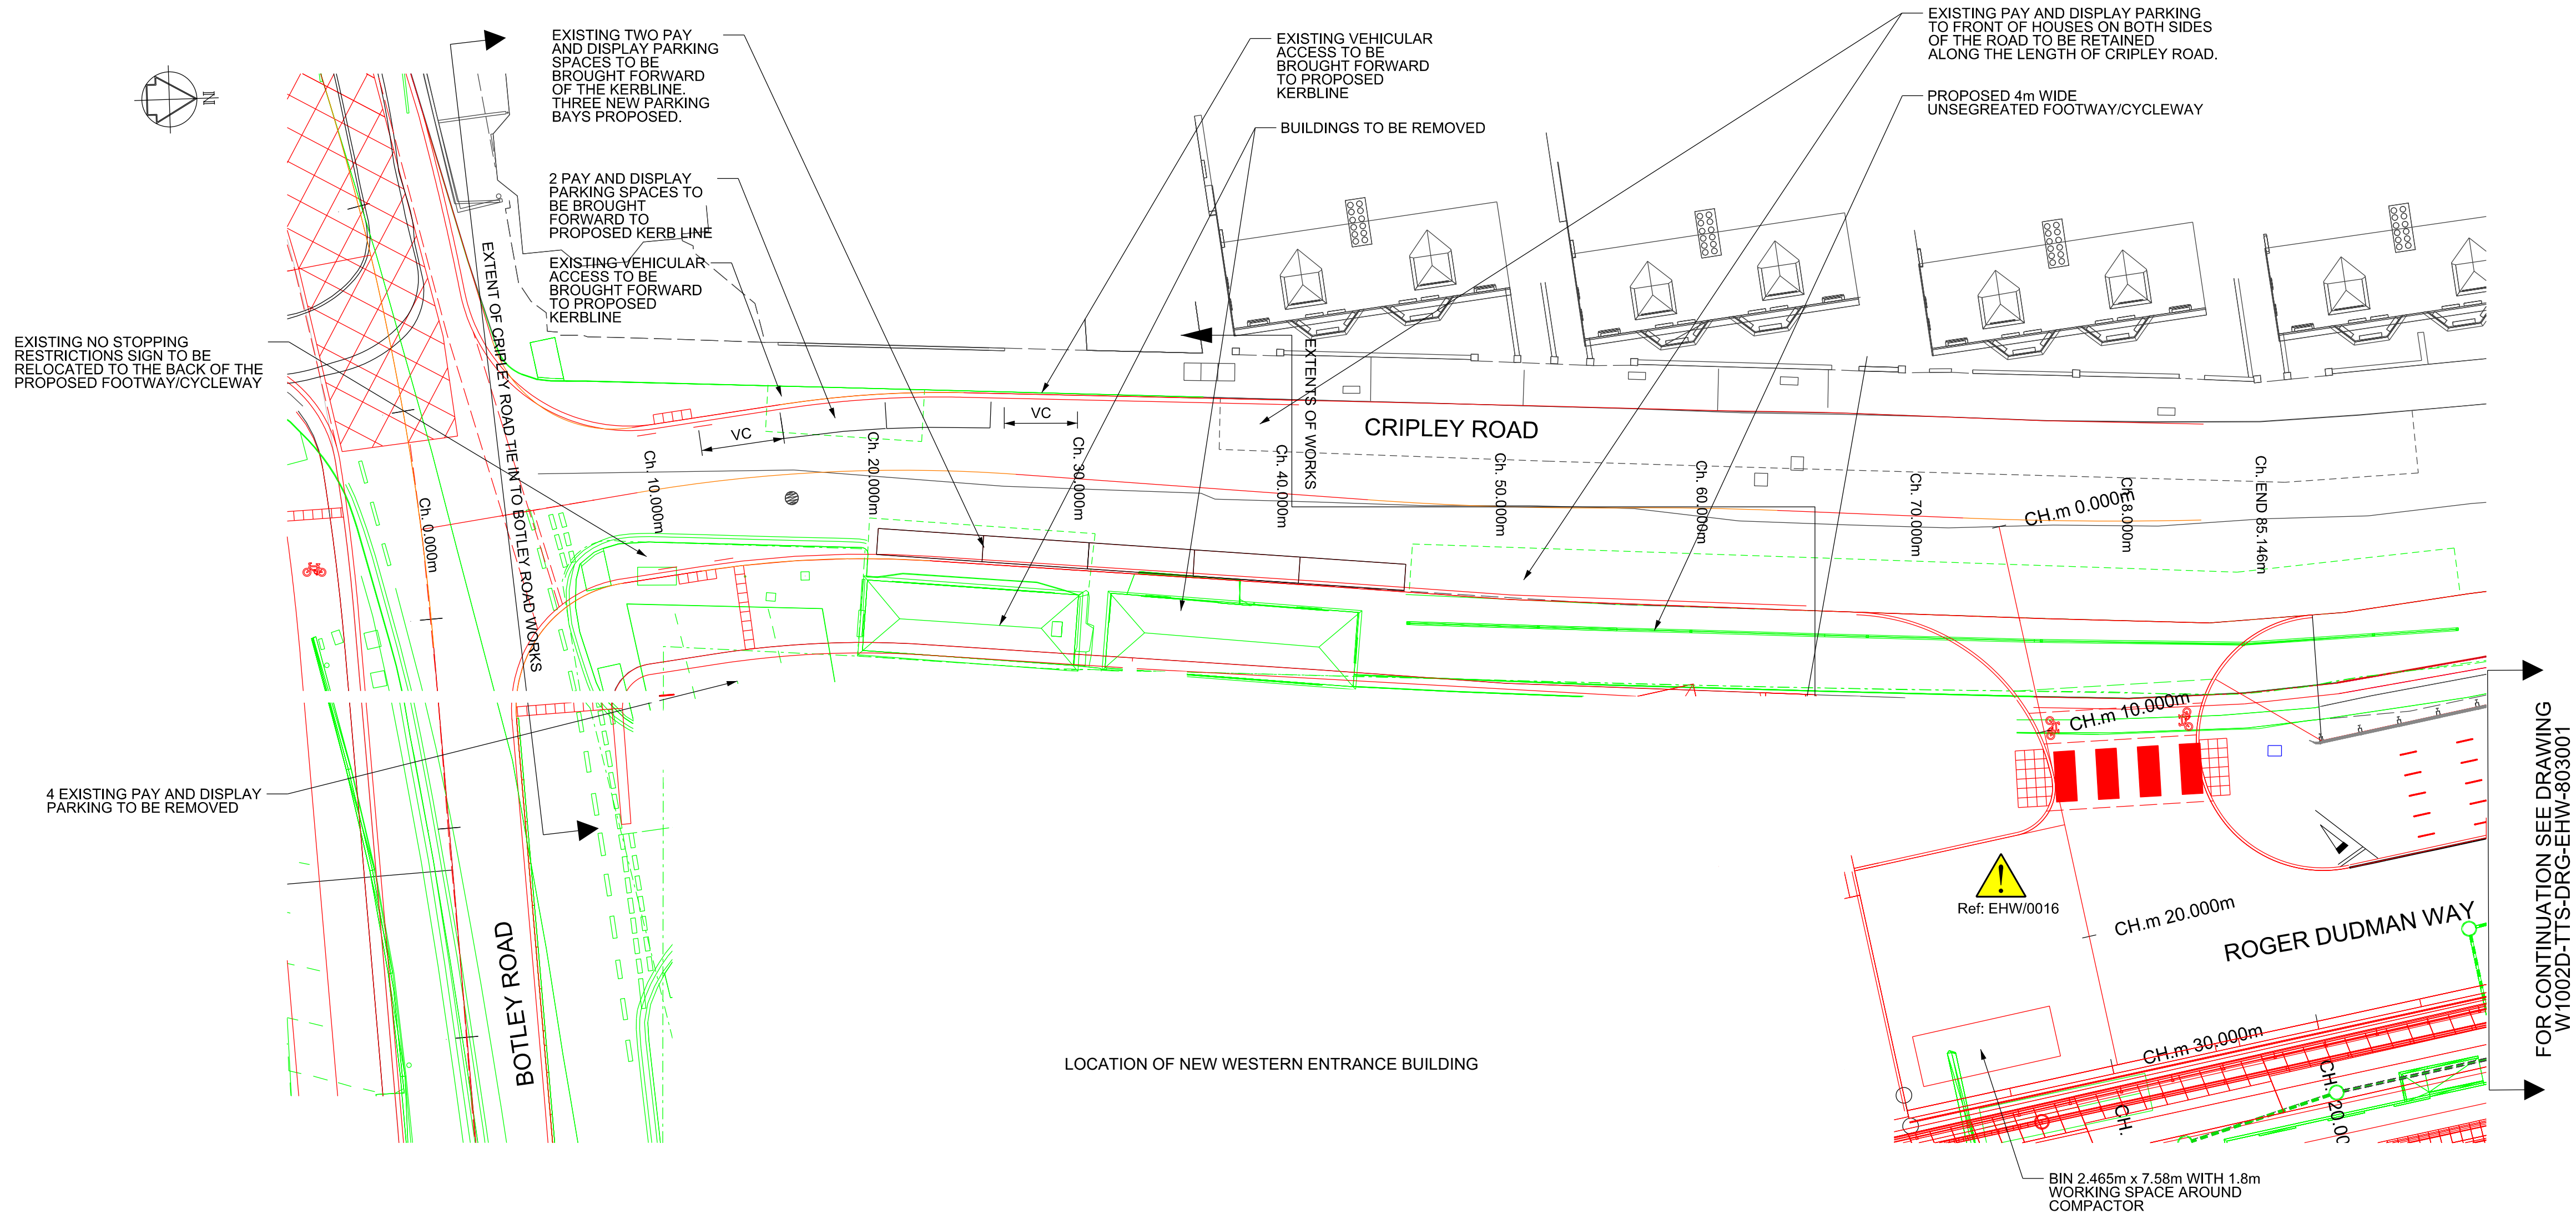 EXISTING TWO PAY
AND DISPLAY PARKING
SPACES TO BE
BROUGHT FORWARD
OF THE KERBLINE.
THREE NEW PARKING
BAYS PROPOSED.
EXISTING VEHICULAR
ACCESS TO BE
BROUGHT FORWARD
TO PROPOSED
KERBLINE
BUILDINGS TO BE REMOVED
EXISTING PAY AND DISPLAY PARKING
TO FRONT OF HOUSES ON BOTH SIDES
OF THE ROAD TO BE RETAINED
ALONG THE LENGTH OF CRIPLEY ROAD.
PROPOSED 4m WIDE
UNSEGREATED FOOTWAY/CYCLEWAY
N
2 PAY AND DISPLAY
PARKING SPACES TO
BE BROUGHT
FORWARD TO
PROPOSED KERB LINE
EXISTING VEHICULAR
ACCESS TO BE
BROUGHT FORWARD
TO PROPOSED
KERBLINE
EXISTING NO STOPPING
RESTRICTIONS SIGN TO BE
RELOCATED TO THE BACK OF THE
PROPOSED FOOTWAY/CYCLEWAY
EXTENT OF CRIPLEY ROAD TIE IN TO BOTLEY ROAD WORKS
EXTENTS OF WORKS
VC
VC
CRIPLEY ROAD
Ch. 0.000m
Ch. 10.000m
Ch. 20.000m
Ch. 30.000m
Ch. 40.000m
Ch. 50.000m
Ch. 60.000m
Ch. 70.000m
Ch. END 85.146m
CH.m 0.000m
CH.m 10.000m
4 EXISTING PAY AND DISPLAY
PARKING TO BE REMOVED
BOTLEY ROAD
Ref: EHW/0016
CH.m 20.000m
ROGER DUDMAN WAY
CH.m 30.000m
LOCATION OF NEW WESTERN ENTRANCE BUILDING
CH.
FOR CONTINUATION SEE DRAWING
W1002D-TTS-DRG-EHW-803001
BIN 2.465m x 7.58m WITH 1.8m
WORKING SPACE AROUND
COMPACTOR